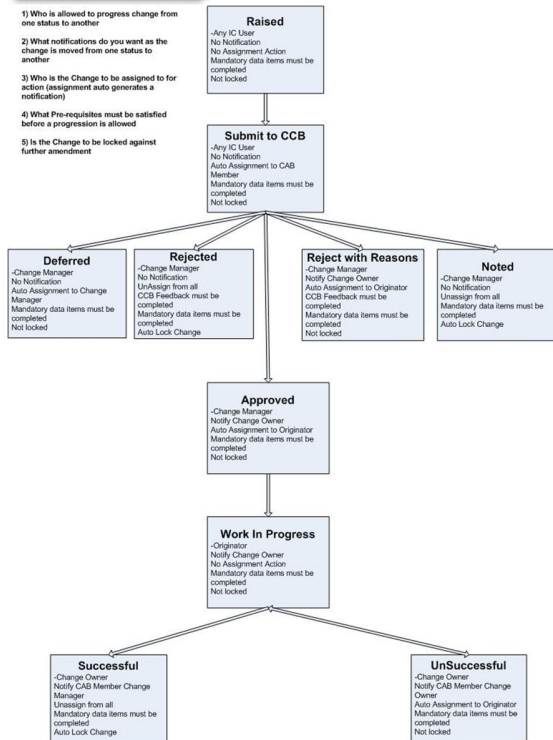 1) Who is allowed to progress change from
one status to another
2) What notifications do you want as the
change is moved from one status to
another
3) Who is the Change to be assigned to for
action (assignment auto generates a
notification)
4) What Pre-requisites must be satisfied
before a progression is allowed
5) Is the Change to be locked against
further amendment
Raised
-Any IC User
No Notification
No Assignment Action
Mandatory data items must be
completed
Not locked
Submit to CCB
-Any IC User
No Notification
Auto Assignment to CAB
Member
Mandatory data items must be
completed
Not locked
Deferred
-Change Manager
No Notification
Auto Assignment to Change
Manager
Mandatory data items must be
completed
Not locked
Rejected
-Change Manager
No Notification
UnAssign from all
CCB Feedback must be
completed
Mandatory data items must be
completed
Auto Lock Change
Reject with Reasons
-Change Manager
Notify Change Owner
Auto Assignment to Originator
CCB Feedback must be
completed
Mandatory data items must be
completed
Not locked
Noted
-Change Manager
No Notification
Unassign from all
Mandatory data items must be
completed
Auto Lock Change
Approved
-Change Manager
Notify Change Owner
Auto Assignment to Originator
Mandatory data items must be
completed
Not locked
Work In Progress
-Originator
Notify Change Owner
No Assignment Action
Mandatory data items must be
completed
Not locked
Successful
-Change Owner
Notify CAB Member Change
Manager
Unassign from all
Mandatory data items must be
completed
Auto Lock Change
UnSuccessful
-Change Owner
Notify CAB Member Change
Owner
Auto Assignment to Originator
Mandatory data items must be
completed
Not locked